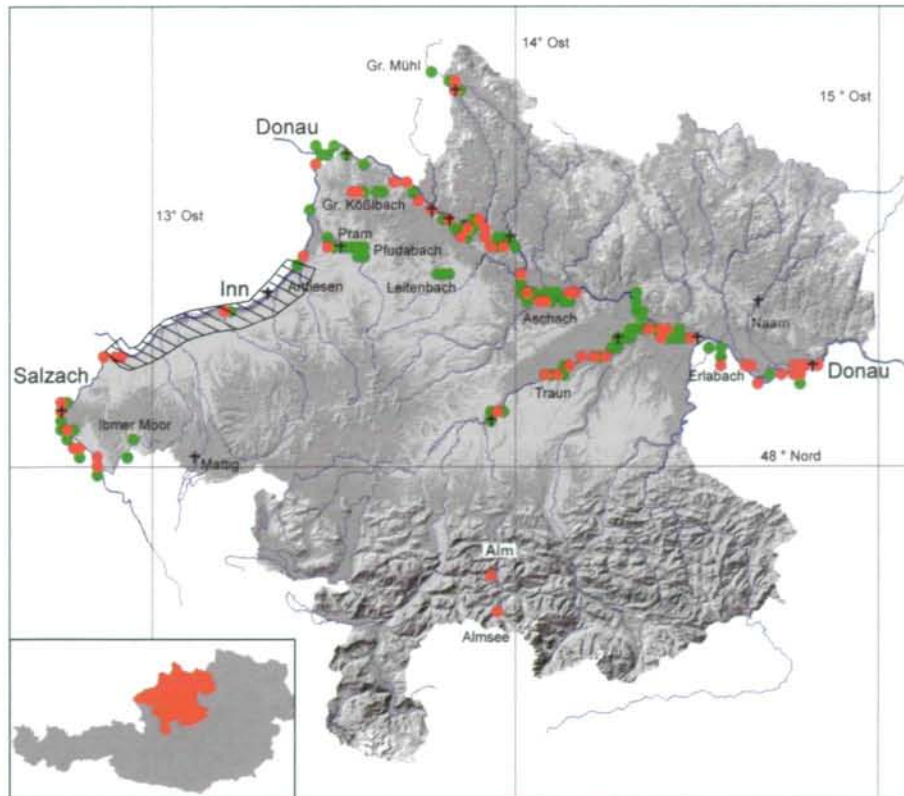 14° Ost
Gr. Mühl
15 ° Ost
Donau
13° Ost
Gr. Kößlbach
Pram
Pfudabach
Inn
Antiesen
Leitenbach
Aschach
Naarn
Salzach
Traun
Erlabach
Donau
Ibmer Moor
Mattig
48 ° Nord
Alm
Almsee